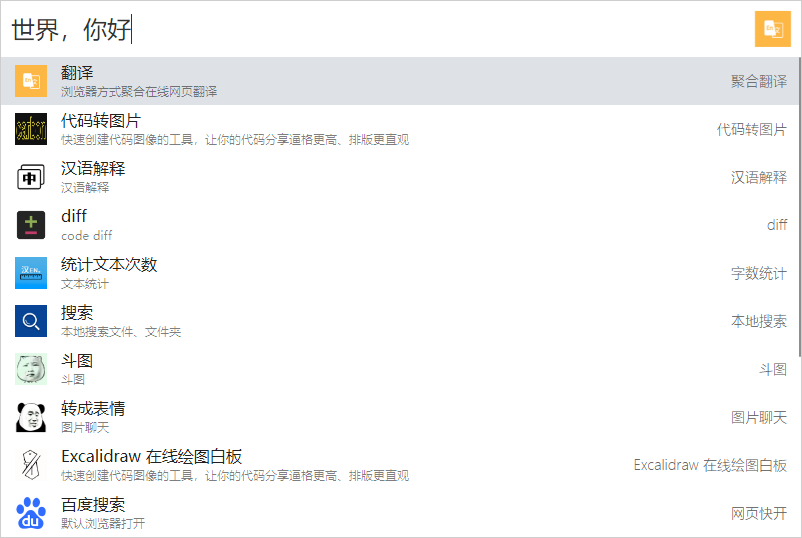 世界，你好
翻译
浏览器方式聚合在线网页翻译
聚合翻译
carbon
代码转图片
快速创建代码图像的工具，让你的代码分享逼格更高、排版更直观
代码转图片
中
汉语解释
汉语解释
汉语解释
diff
code diff
diff
统计文本次数
文本统计
字数统计
搜索
本地搜索文件、文件夹
本地搜索
斗图
斗图
斗图
转成表情
图片聊天
图片聊天
Excalidraw 在线绘图白板
快速创建代码图像的工具，让你的代码分享逼格更高、排版更直观
Excalidraw 在线绘图白板
du
百度搜索
默认浏览器打开
网页快开